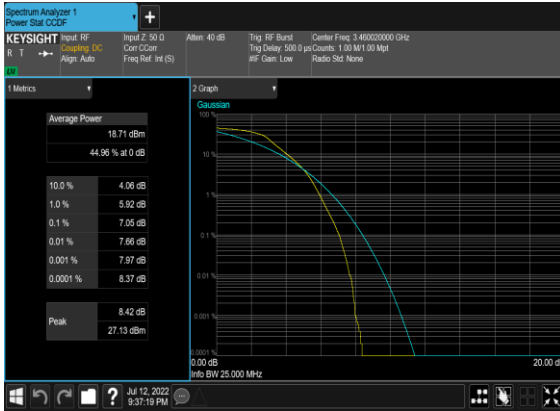 Spectrum Analyzer 1
Power Stat CCDF
KEYSIGHT
R T
LXI
Input: RF
Coupling: DC
Align: Auto
Input Z: 50 Ω
Corr CCorr
Freq Ref: Int (S)
Atten: 40 dB
Trig: RF Burst
Trig Delay: 500.0 µs
#IF Gain: Low
Center Freq: 3.460020000 GHz
Counts: 1.00 M/1.00 Mpt
Radio Std: None
1 Metrics
Average Power
18.71 dBm
44.96 % at 0 dB
10.0 % 4.06 dB
1.0 % 5.92 dB
0.1 % 7.05 dB
0.01 % 7.66 dB
0.001 % 7.97 dB
0.0001 % 8.37 dB
Peak
8.42 dB
27.13 dBm
2 Graph
Gaussian
100 %
10 %
1 %
0.1 %
0.01 %
0.001 %
0.0001 %
0.00 dB
20.00 d
Info BW 25.000 MHz
?
Jul 12, 2022
9:37:19 PM